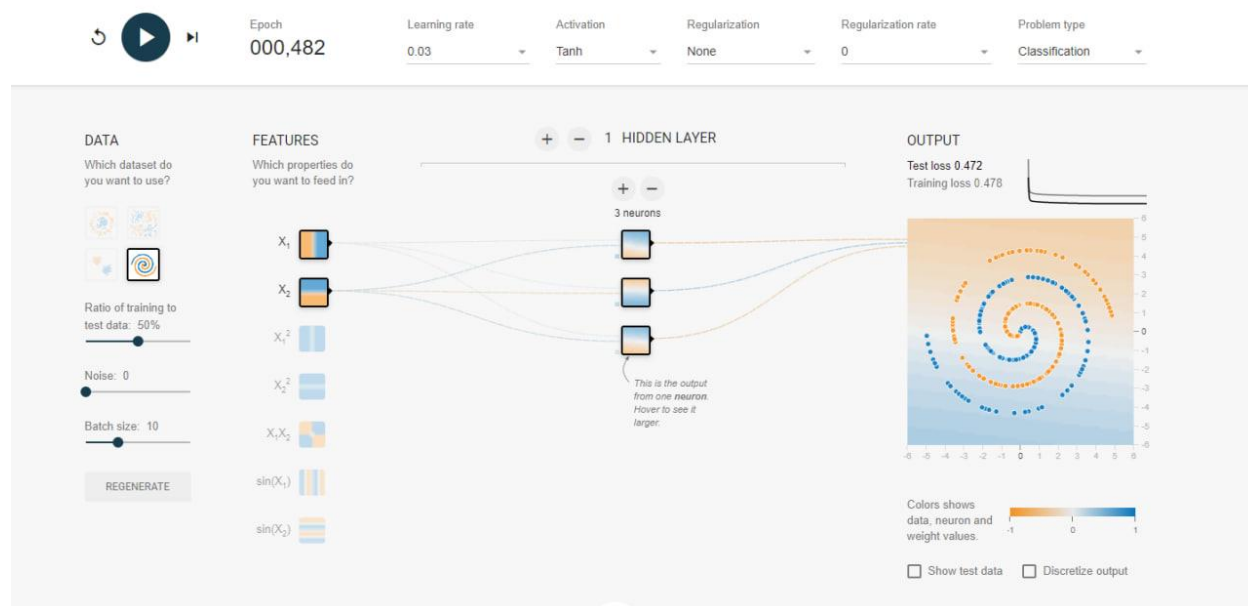 Epoch
000,482
Learning rate
0.03
Activation
Tanh
Regularization
None
Regularization rate
0
Problem type
Classification
DATA
Which dataset do
you want to use?
Ratio of training to
test data: 50%
Noise: 0
Batch size: 10
REGENERATE
FEATURES
Which properties do
you want to feed in?
X₁
X₂
X₁²
X₂²
X₁X₂
sin(X₁)
sin(X₂)
+ − 1 HIDDEN LAYER
+ −
3 neurons
This is the output
from one neuron.
Hover to see it
larger.
OUTPUT
Test loss 0.472
Training loss 0.478
6
5
4
3
2
1
0
-1
-2
-3
-4
-5
-6
-6 -5 -4 -3 -2 -1 0 1 2 3 4 5 6
Colors shows
data, neuron and
weight values.
-1 0 1
Show test data
Discretize output